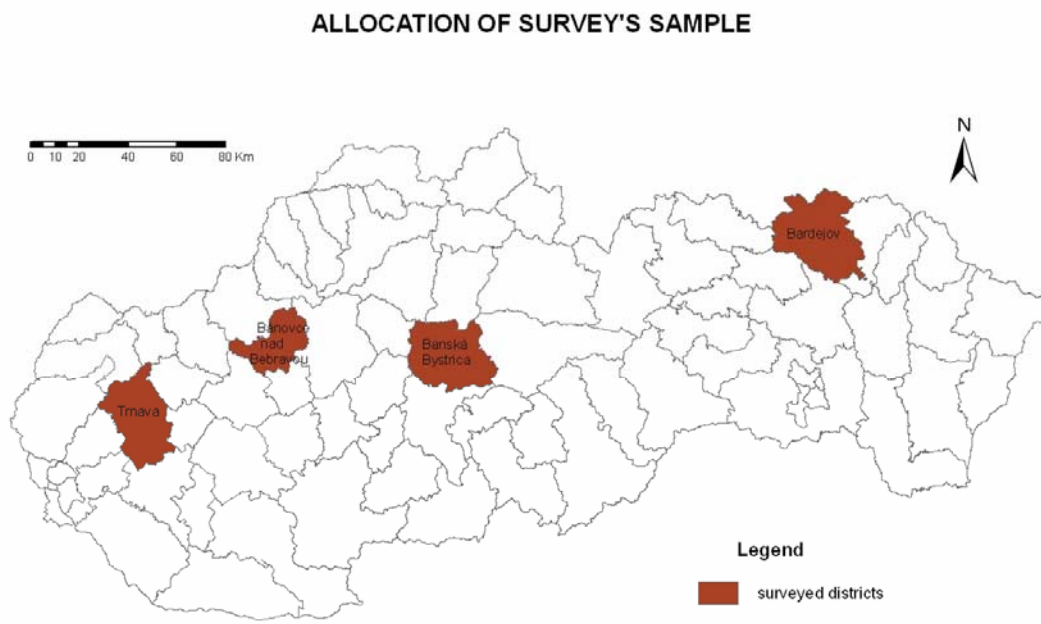 ALLOCATION OF SURVEY'S SAMPLE
N
0 10 20 40 60 80 Km
Bardejov
Bánovce
nad
Bebravou
Banská
Bystrica
Trnava
Legend
surveyed districts